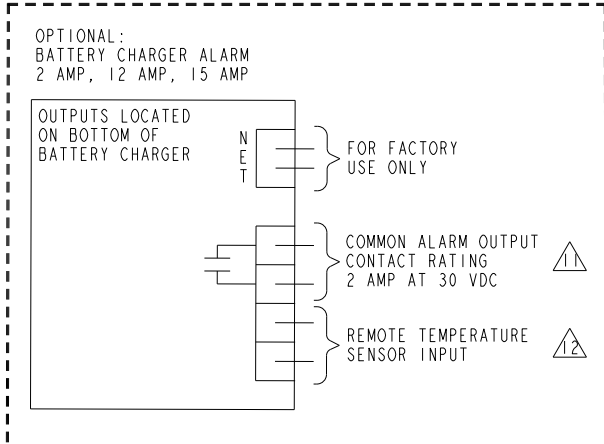 OPTIONAL:
BATTERY CHARGER ALARM
2 AMP, 12 AMP, 15 AMP
OUTPUTS LOCATED
ON BOTTOM OF
BATTERY CHARGER
N
E
T
FOR FACTORY
USE ONLY
COMMON ALARM OUTPUT
CONTACT RATING
2 AMP AT 30 VDC
11
REMOTE TEMPERATURE
SENSOR INPUT
12